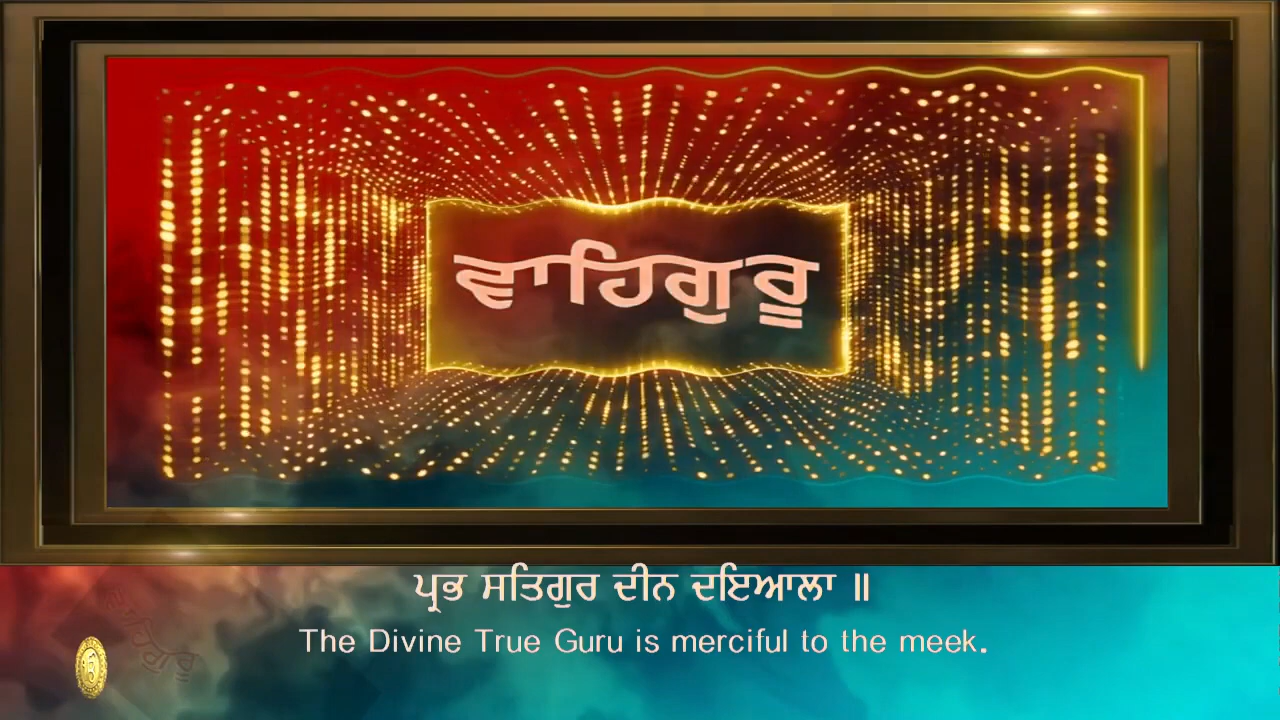 ਵਾਹਿਗੁਰੂ
ਪ੍ਰਭ ਸਤਿਗੁਰ ਦੀਨ ਦਇਆਲਾ ॥
The Divine True Guru is merciful to the meek.
ੴ
ਵਾਹਿਗੁਰੂ